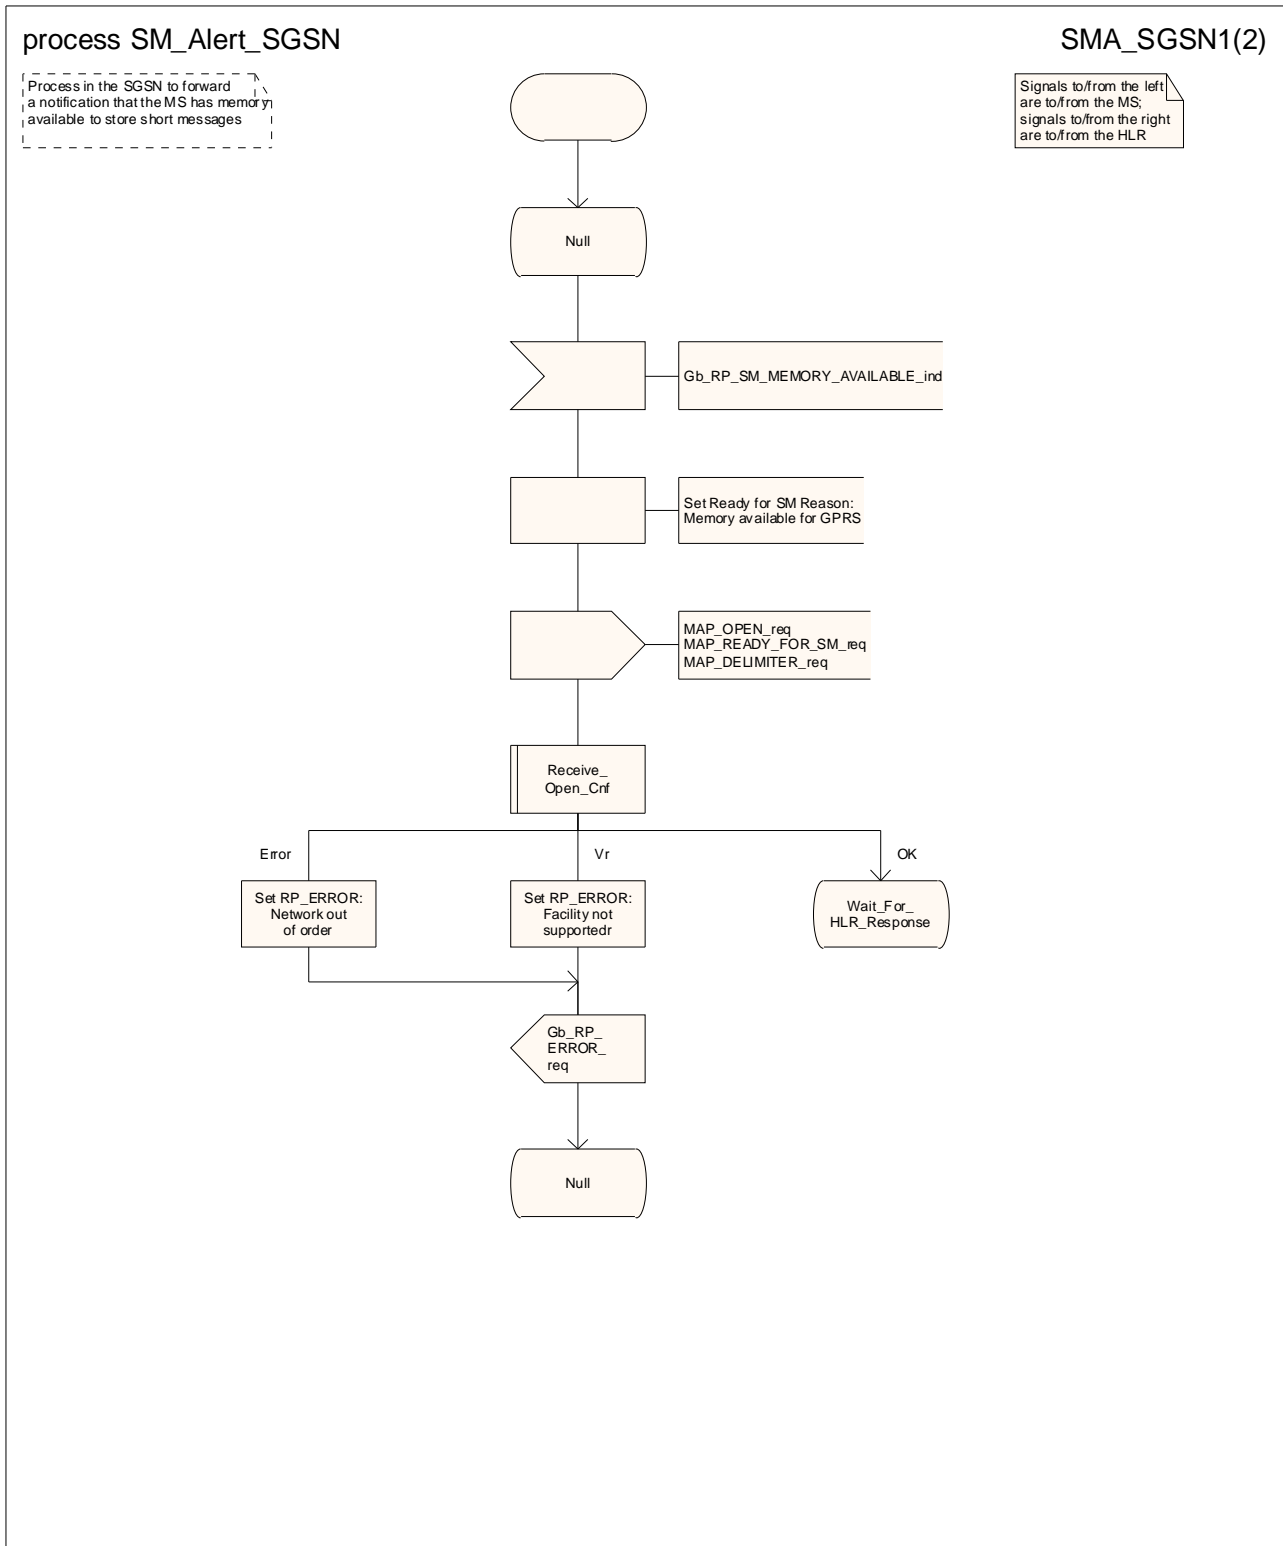 process SM_Alert_SGSN
SMA_SGSN1(2)
Process in the SGSN to forward
a notification that the MS has memory
available to store short messages
Signals to/from the left
are to/from the MS;
signals to/from the right
are to/from the HLR
Null
Gb_RP_SM_MEMORY_AVAILABLE_ind
Set Ready for SM Reason:
Memory available for GPRS
MAP_OPEN_req
MAP_READY_FOR_SM_req
MAP_DELIMITER_req
Receive_
Open_Cnf
Error
Vr
OK
Set RP_ERROR:
Network out
of order
Set RP_ERROR:
Facility not
supportedr
Wait_For_
HLR_Response
Gb_RP_
ERROR_
req
Null